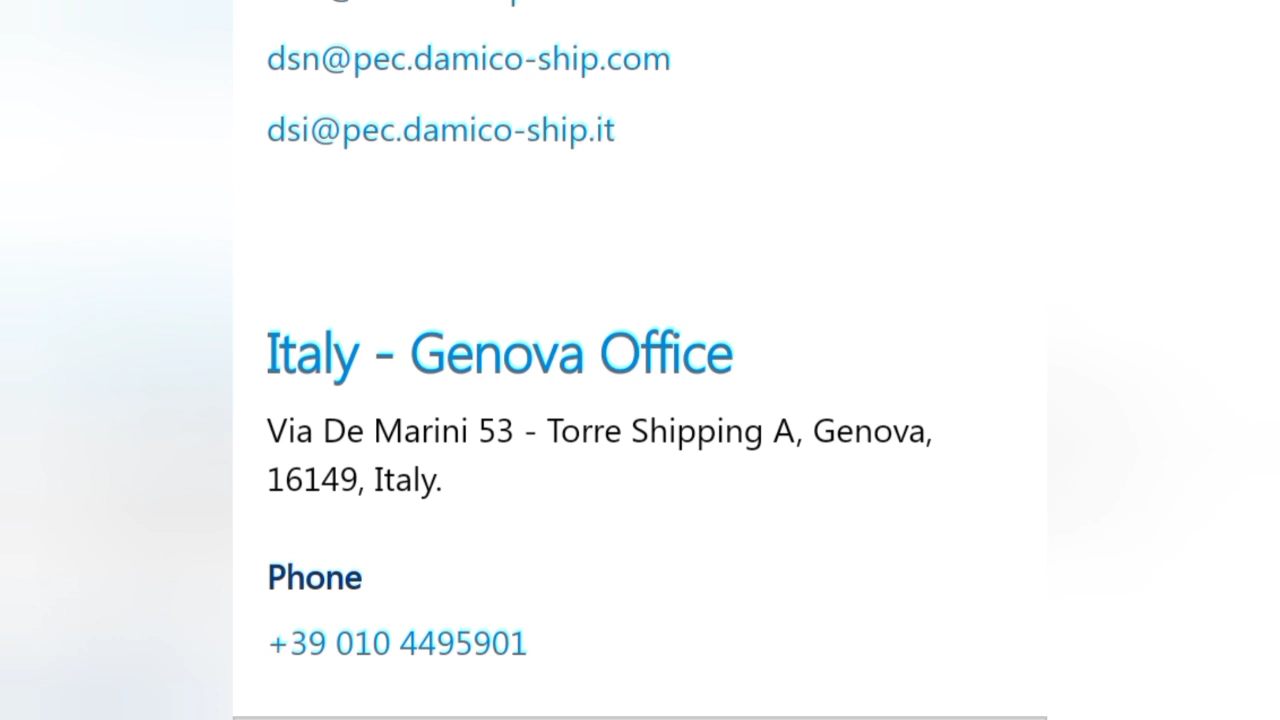 dsn@pec.damico-ship.com
dsi@pec.damico-ship.it
Italy - Genova Office
Via De Marini 53 - Torre Shipping A, Genova,
16149, Italy.
Phone
+39 010 4495901